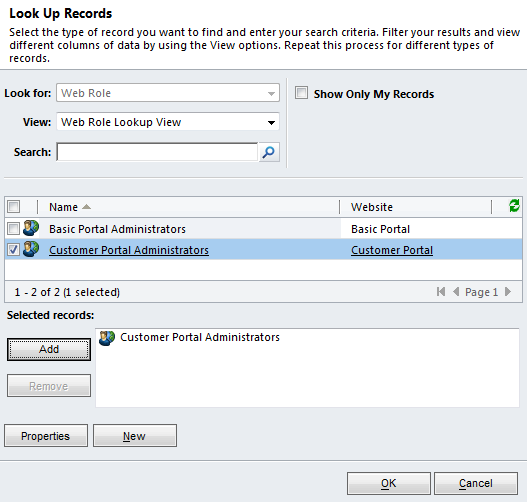 Look Up Records
Select the type of record you want to find and enter your search criteria. Filter your results and view
different columns of data by using the View options. Repeat this process for different types of
records.
Look for: Web Role
Show Only My Records
View: Web Role Lookup View
Search:
Name Website
Basic Portal Administrators Basic Portal
Customer Portal Administrators Customer Portal
1 - 2 of 2 (1 selected) Page 1
Selected records:
Add
Customer Portal Administrators
Remove
Properties New
OK Cancel